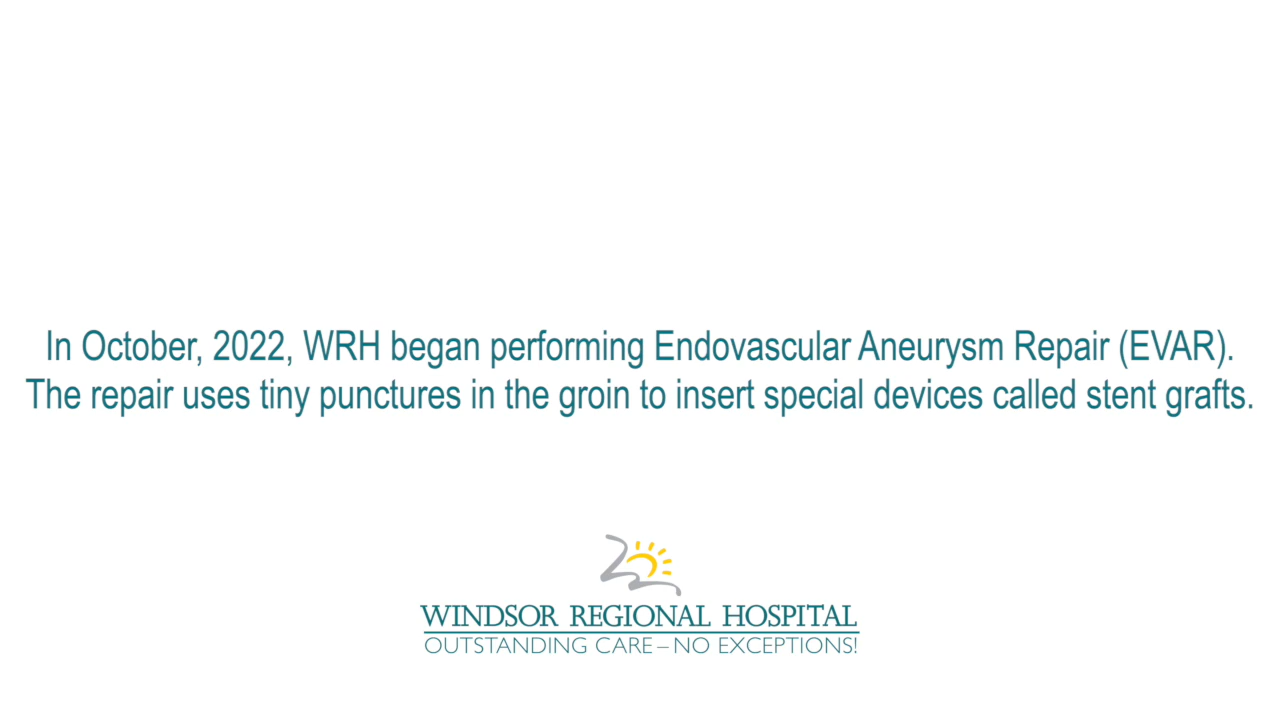 In October, 2022, WRH began performing Endovascular Aneurysm Repair (EVAR).
The repair uses tiny punctures in the groin to insert special devices called stent grafts.
WINDSOR REGIONAL HOSPITAL
OUTSTANDING CARE – NO EXCEPTIONS!